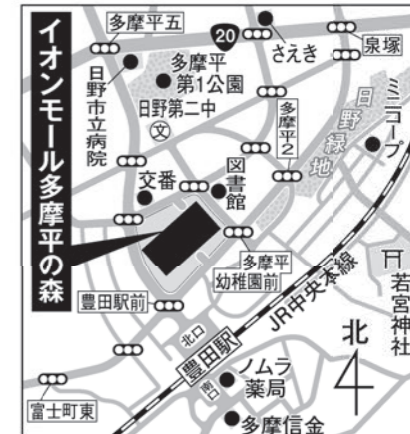 イオンモール多摩平の森
多摩平五
20
さえき
泉塚
多摩平
第1公園
日野市立病院
日野第二中
文
多摩平2
日野緑地
ミニコープ
交番
図書館
多摩平
幼稚園前
豊田駅前
JR中央本線
若宮神社
北口
豊田駅
南口
北
ノムラ
薬局
富士町東
多摩信金